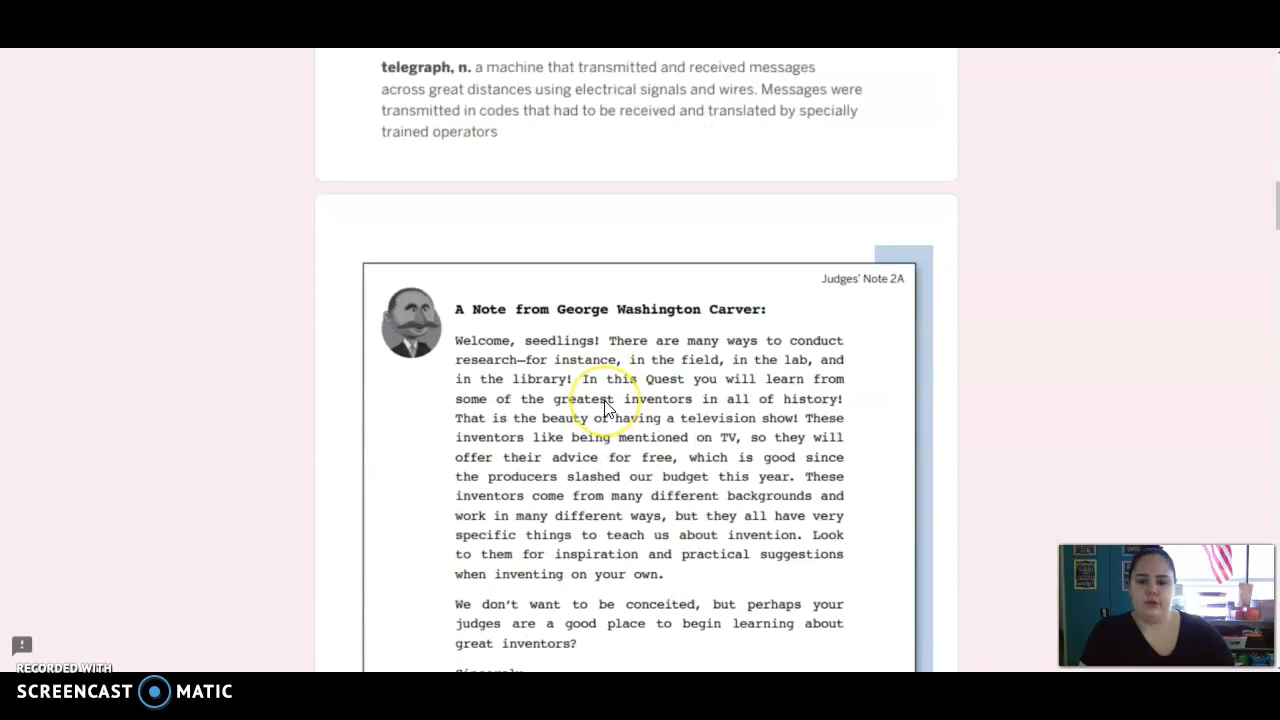 telegraph, n. a machine that transmitted and received messages
across great distances using electrical signals and wires. Messages were
transmitted in codes that had to be received and translated by specially
trained operators
Judges' Note 2A
A Note from George Washington Carver:
Welcome, seedlings! There are many ways to conduct
research—for instance, in the field, in the lab, and
in the library! In this Quest you will learn from
some of the greatest inventors in all of history!
That is the beauty of having a television show! These
inventors like being mentioned on TV, so they will
offer their advice for free, which is good since
the producers slashed our budget this year. These
inventors come from many different backgrounds and
work in many different ways, but they all have very
specific things to teach us about invention. Look
to them for inspiration and practical suggestions
when inventing on your own.
We don't want to be conceited, but perhaps your
judges are a good place to begin learning about
great inventors?
RECORDED WITH
SCREENCAST MATIC